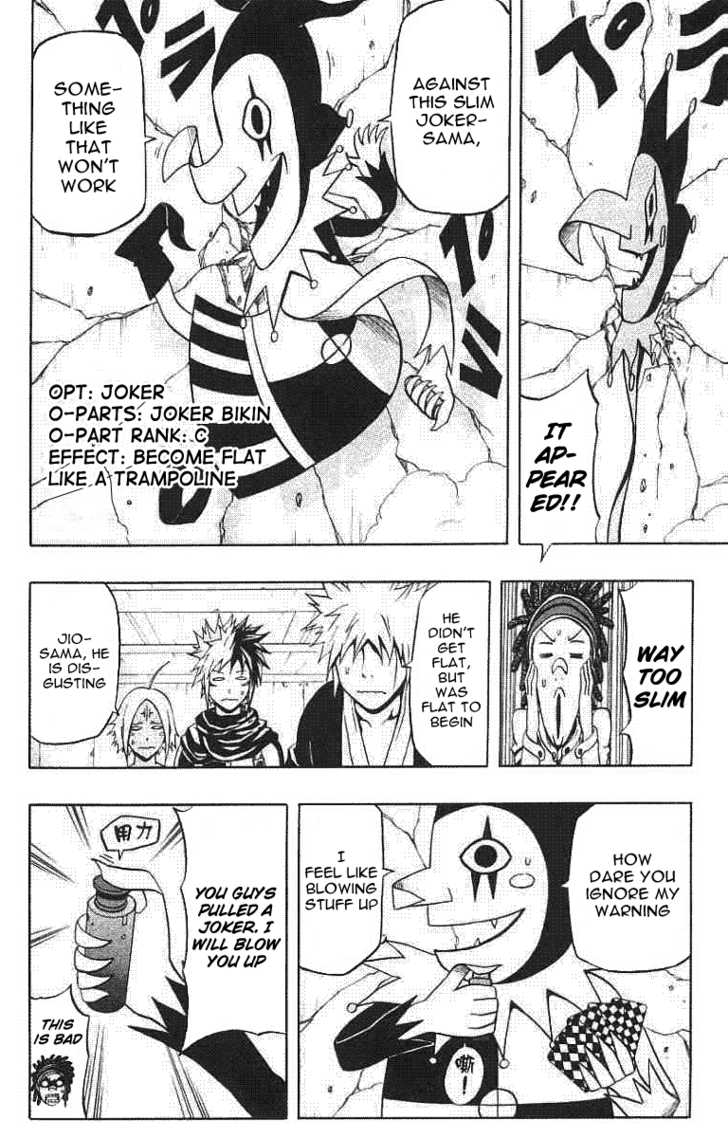 IT
AP-
PEAR
ED!!
AGAINST
THIS SLIM
JOKER-
SAMA,
SOME-
THING
LIKE
THAT
WON'T
WORK
OPT: JOKER
O-PARTS: JOKER BIKIN
O-PART RANK: C
EFFECT: BECOME FLAT
LIKE A TRAMPOLINE
WAY
TOO
SLIM
HE
DIDN'T
GET
FLAT,
BUT
WAS
FLAT TO
BEGIN
JIO-
SAMA, HE
IS DIS-
GUSTING
HOW
DARE YOU
IGNORE MY
WARNING
I
FEEL LIKE
BLOWING
STUFF UP
嘶!
YOU GUYS
PULLED A
JOKER. I
WILL BLOW
YOU UP
用力
THIS
IS BAD